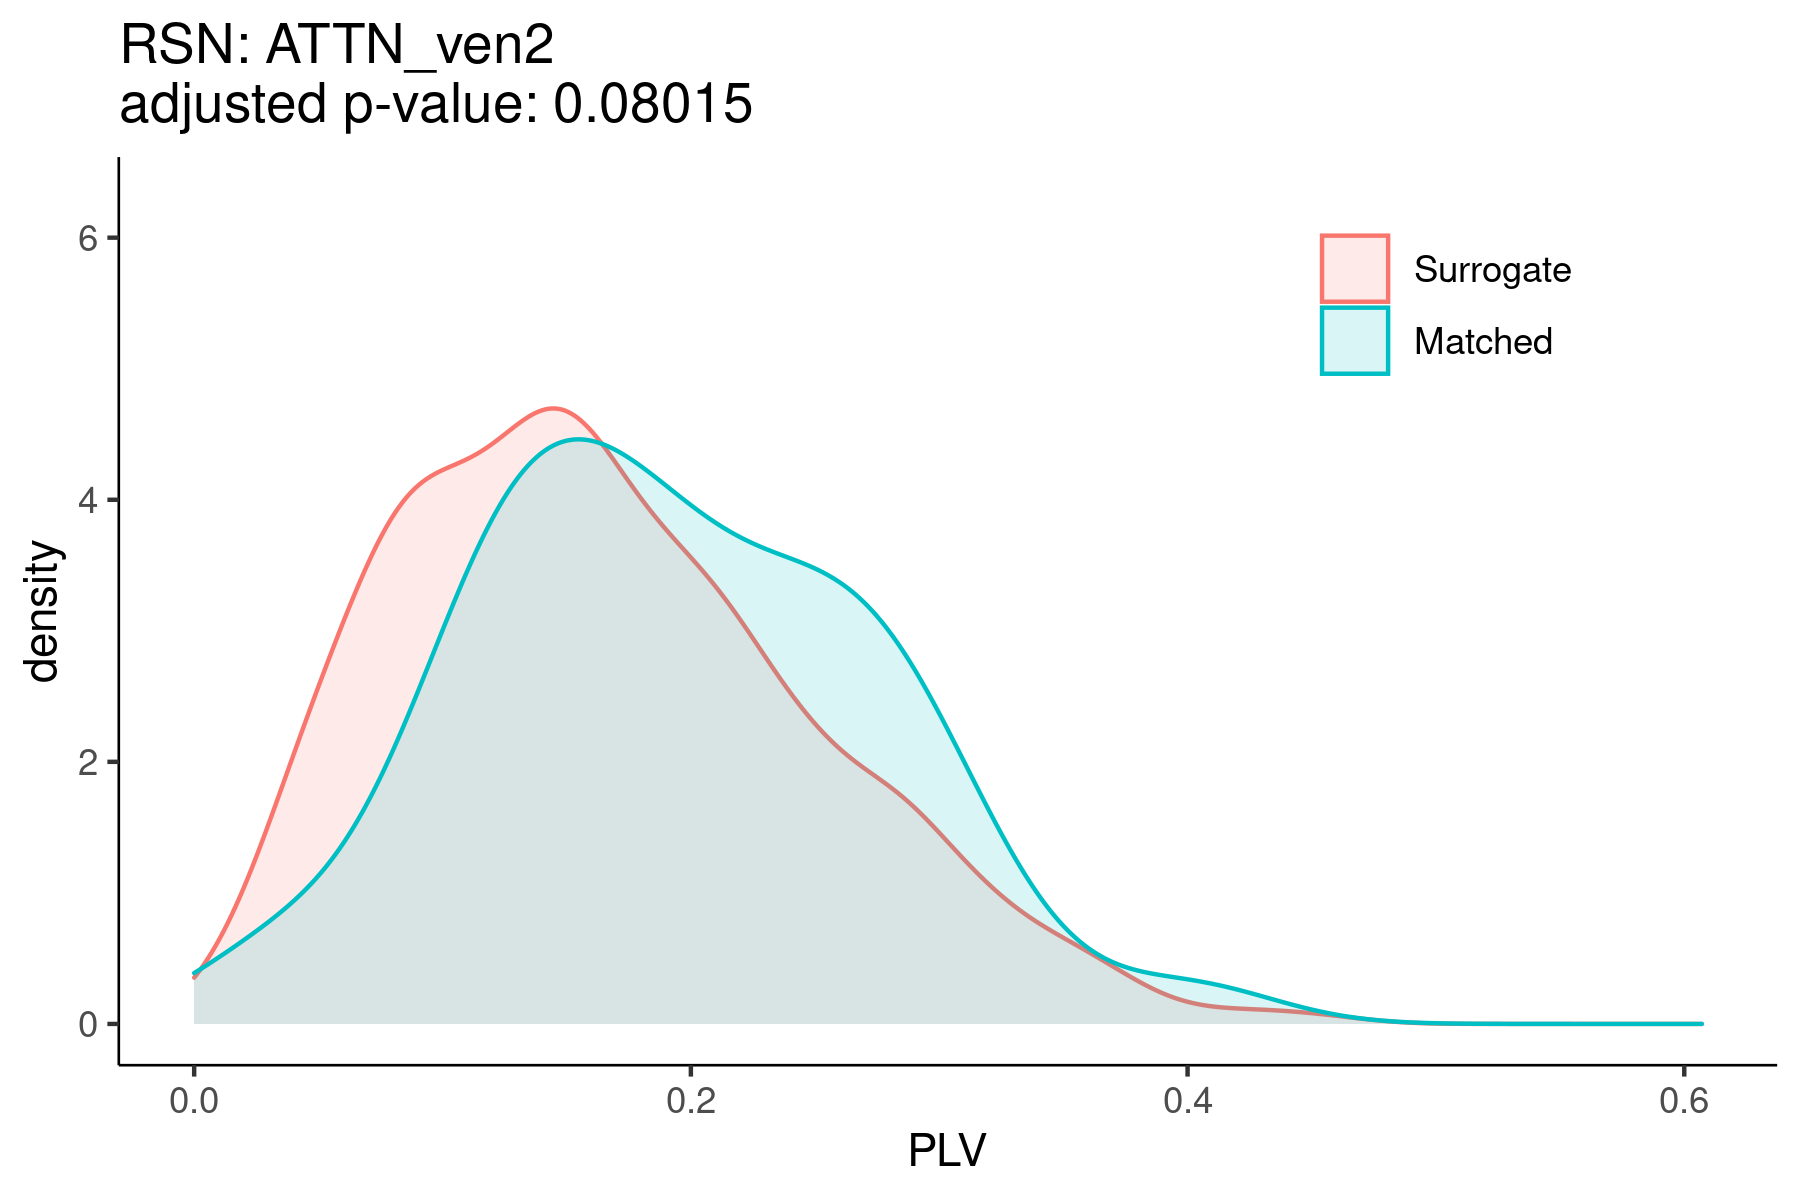 RSN: ATTN_ven2
adjusted p-value: 0.08015
6
4
2
0
density
Surrogate
Matched
0.0
0.2
0.4
0.6
PLV